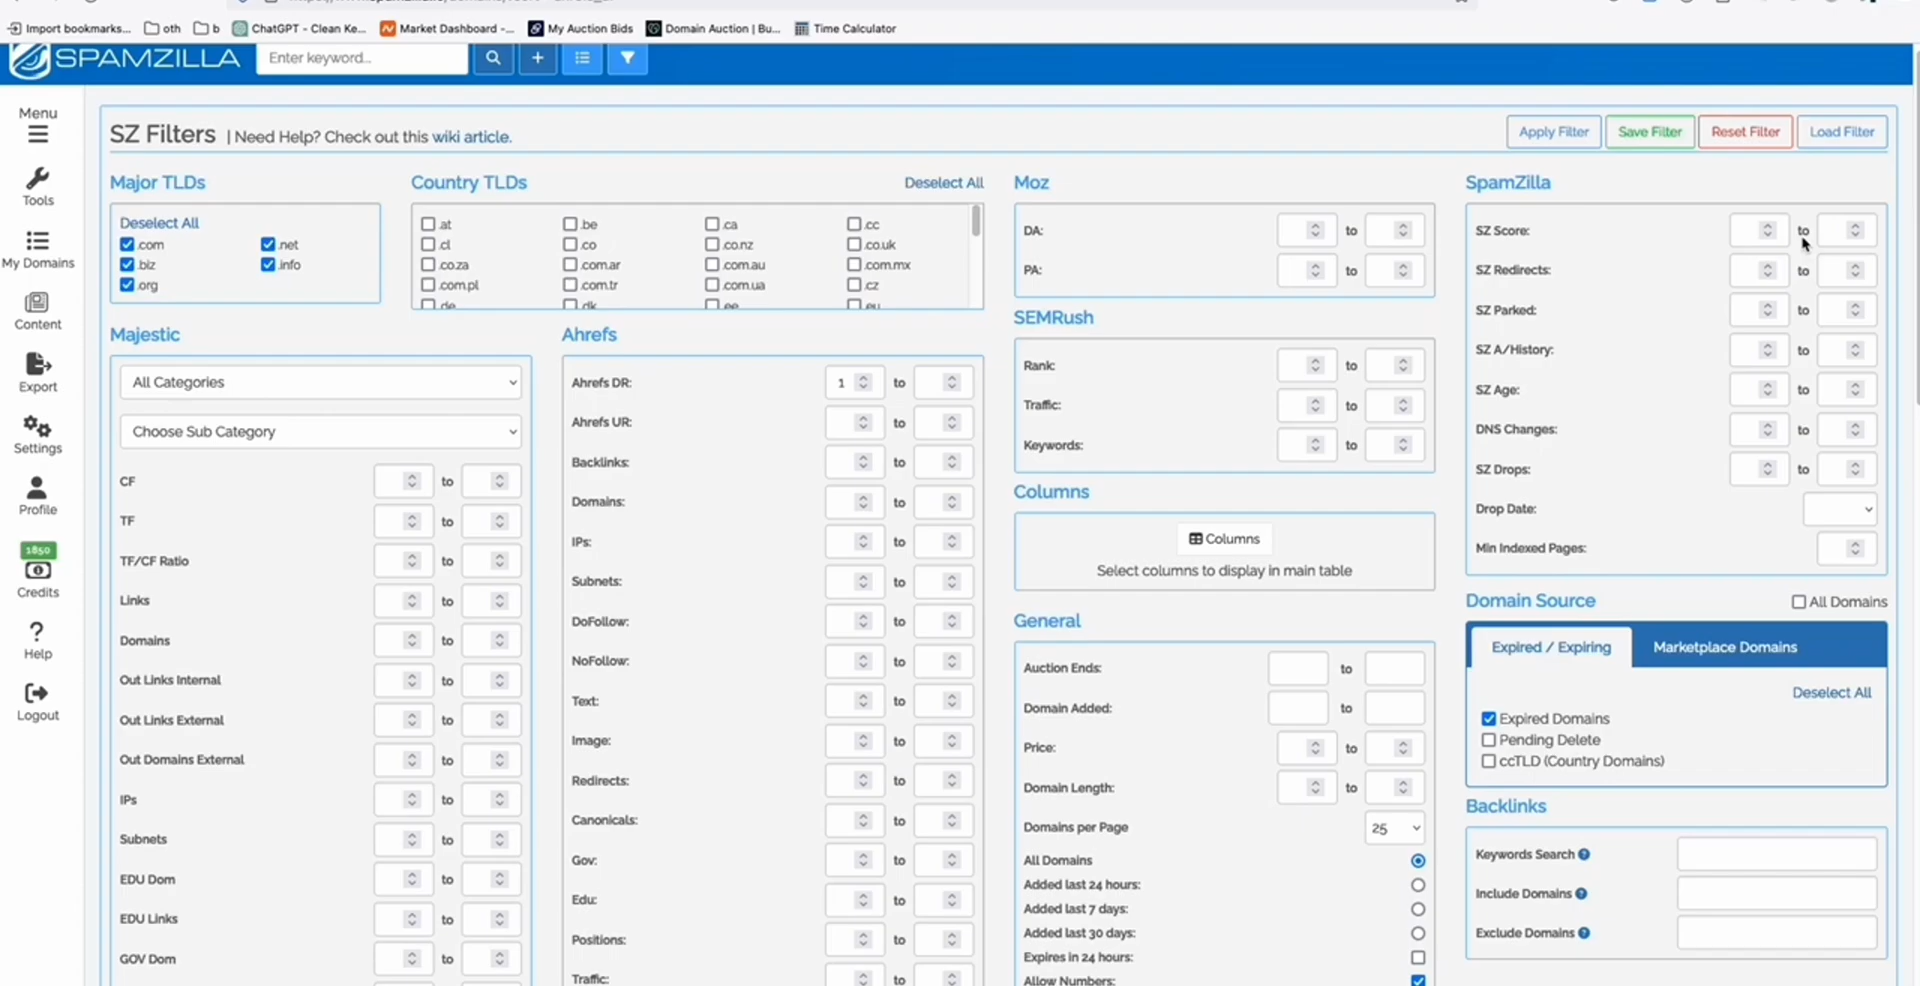 Import bookmarks...
oth
b
ChatGPT - Clean Ke...
Market Dashboard -...
My Auction Bids
Domain Auction | Bu...
Time Calculator
SPAMZILLA
Enter keyword...
Menu
Tools
My Domains
Content
Export
Settings
Profile
1850
Credits
Help
Logout
SZ Filters | Need Help? Check out this wiki article.
Apply Filter
Save Filter
Reset Filter
Load Filter
Major TLDs
Deselect All
.com
.net
.biz
.info
.org
Country TLDs
Deselect All
.at
.be
.ca
.cc
.cl
.co
.co.nz
.co.uk
.co.za
.com.ar
.com.au
.com.mx
.com.pl
.com.tr
.com.ua
.cz
.de
.dk
.ee
.eu
Majestic
All Categories
Choose Sub Category
CF to
TF to
TF/CF Ratio to
Links to
Domains to
Out Links Internal to
Out Links External to
Out Domains External to
IPs to
Subnets to
EDU Dom to
EDU Links to
GOV Dom to
Ahrefs
Ahrefs DR: 1 to
Ahrefs UR: to
Backlinks: to
Domains: to
IPs: to
Subnets: to
DoFollow: to
NoFollow: to
Text: to
Image: to
Redirects: to
Canonicals: to
Gov: to
Edu: to
Positions: to
Traffic: to
Moz
DA: to
PA: to
SEMRush
Rank: to
Traffic: to
Keywords: to
Columns
Columns
Select columns to display in main table
General
Auction Ends: to
Domain Added: to
Price: to
Domain Length: to
Domains per Page 25
All Domains
Added last 24 hours:
Added last 7 days:
Added last 30 days:
Expires in 24 hours:
Allow Numbers:
SpamZilla
SZ Score: to
SZ Redirects: to
SZ Parked: to
SZ A/History: to
SZ Age: to
DNS Changes: to
SZ Drops: to
Drop Date:
Min Indexed Pages:
Domain Source
All Domains
Expired / Expiring
Marketplace Domains
Deselect All
Expired Domains
Pending Delete
ccTLD (Country Domains)
Backlinks
Keywords Search
Include Domains
Exclude Domains